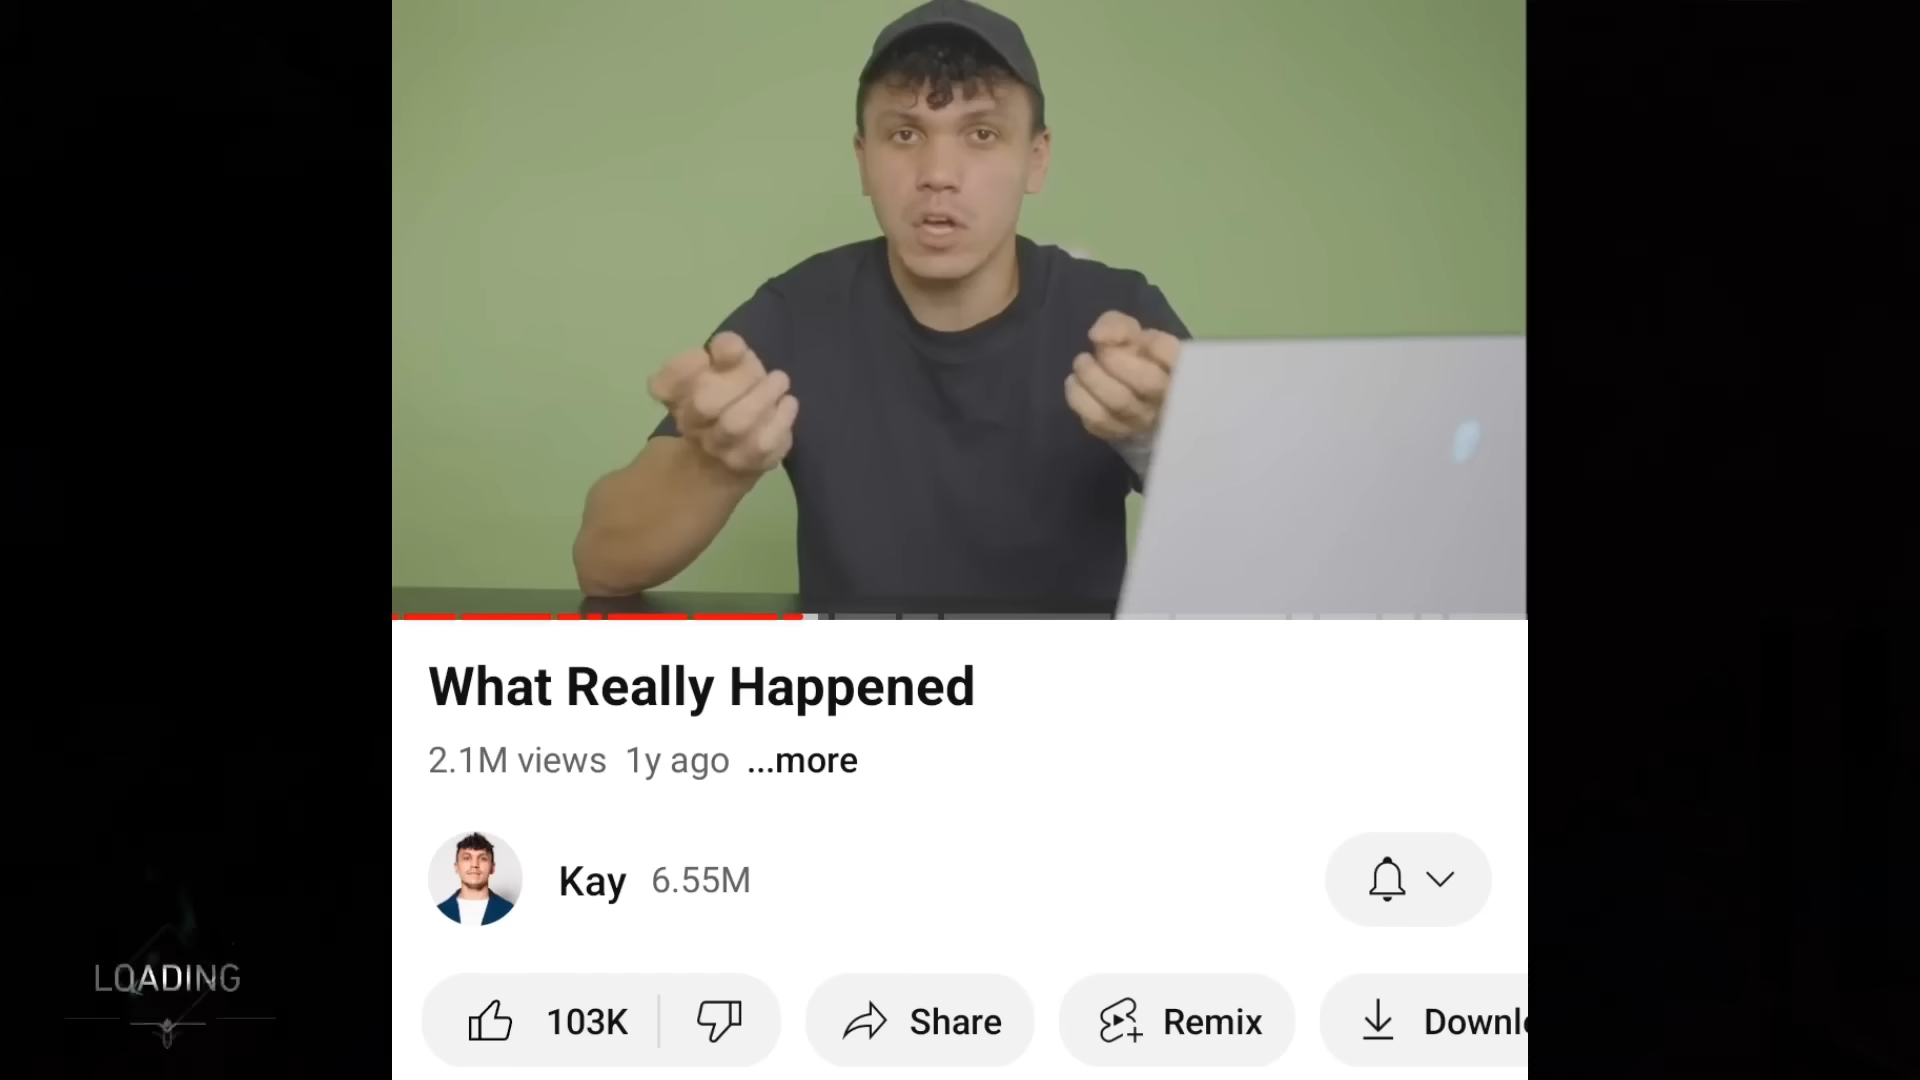 What Really Happened
2.1M views 1y ago ...more
Kay 6.55M
LOADING
103K Share Remix Downl